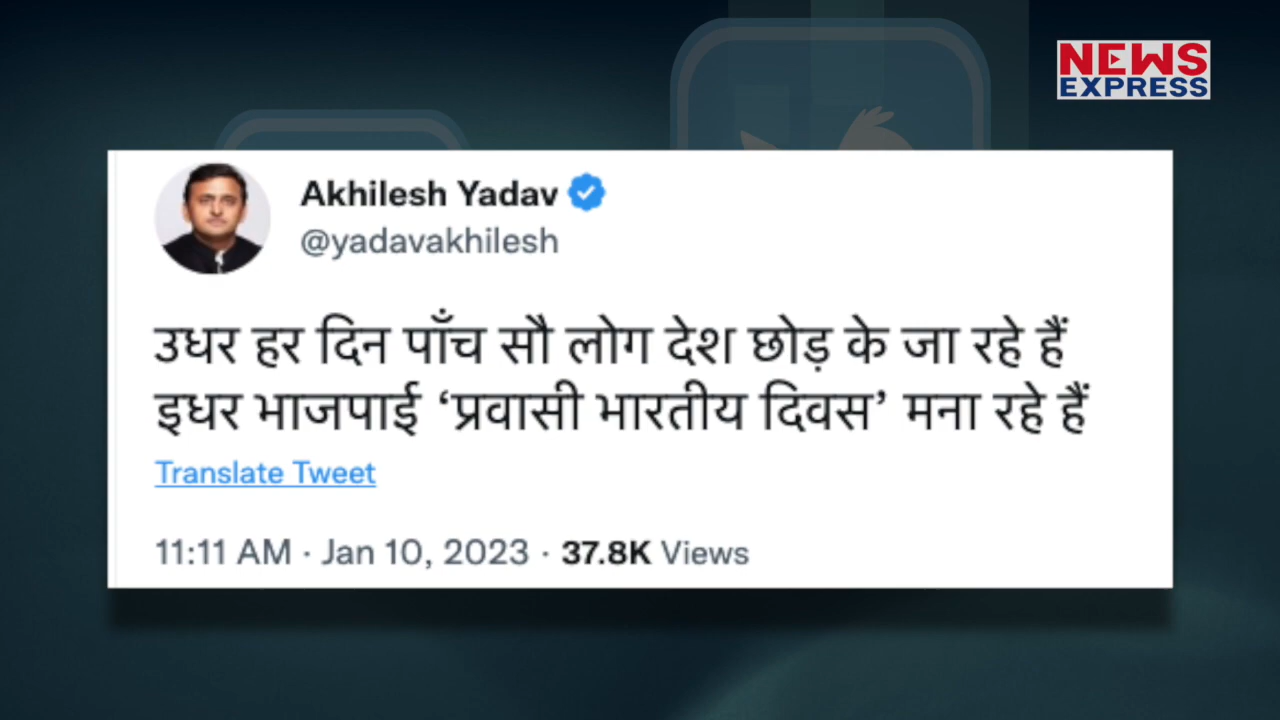 NEWS
EXPRESS
Akhilesh Yadav
@yadavakhilesh
उधर हर दिन पाँच सौ लोग देश छोड़ के जा रहे हैं
इधर भाजपाई ‘प्रवासी भारतीय दिवस’ मना रहे हैं
Translate Tweet
11:11 AM · Jan 10, 2023 · 37.8K Views